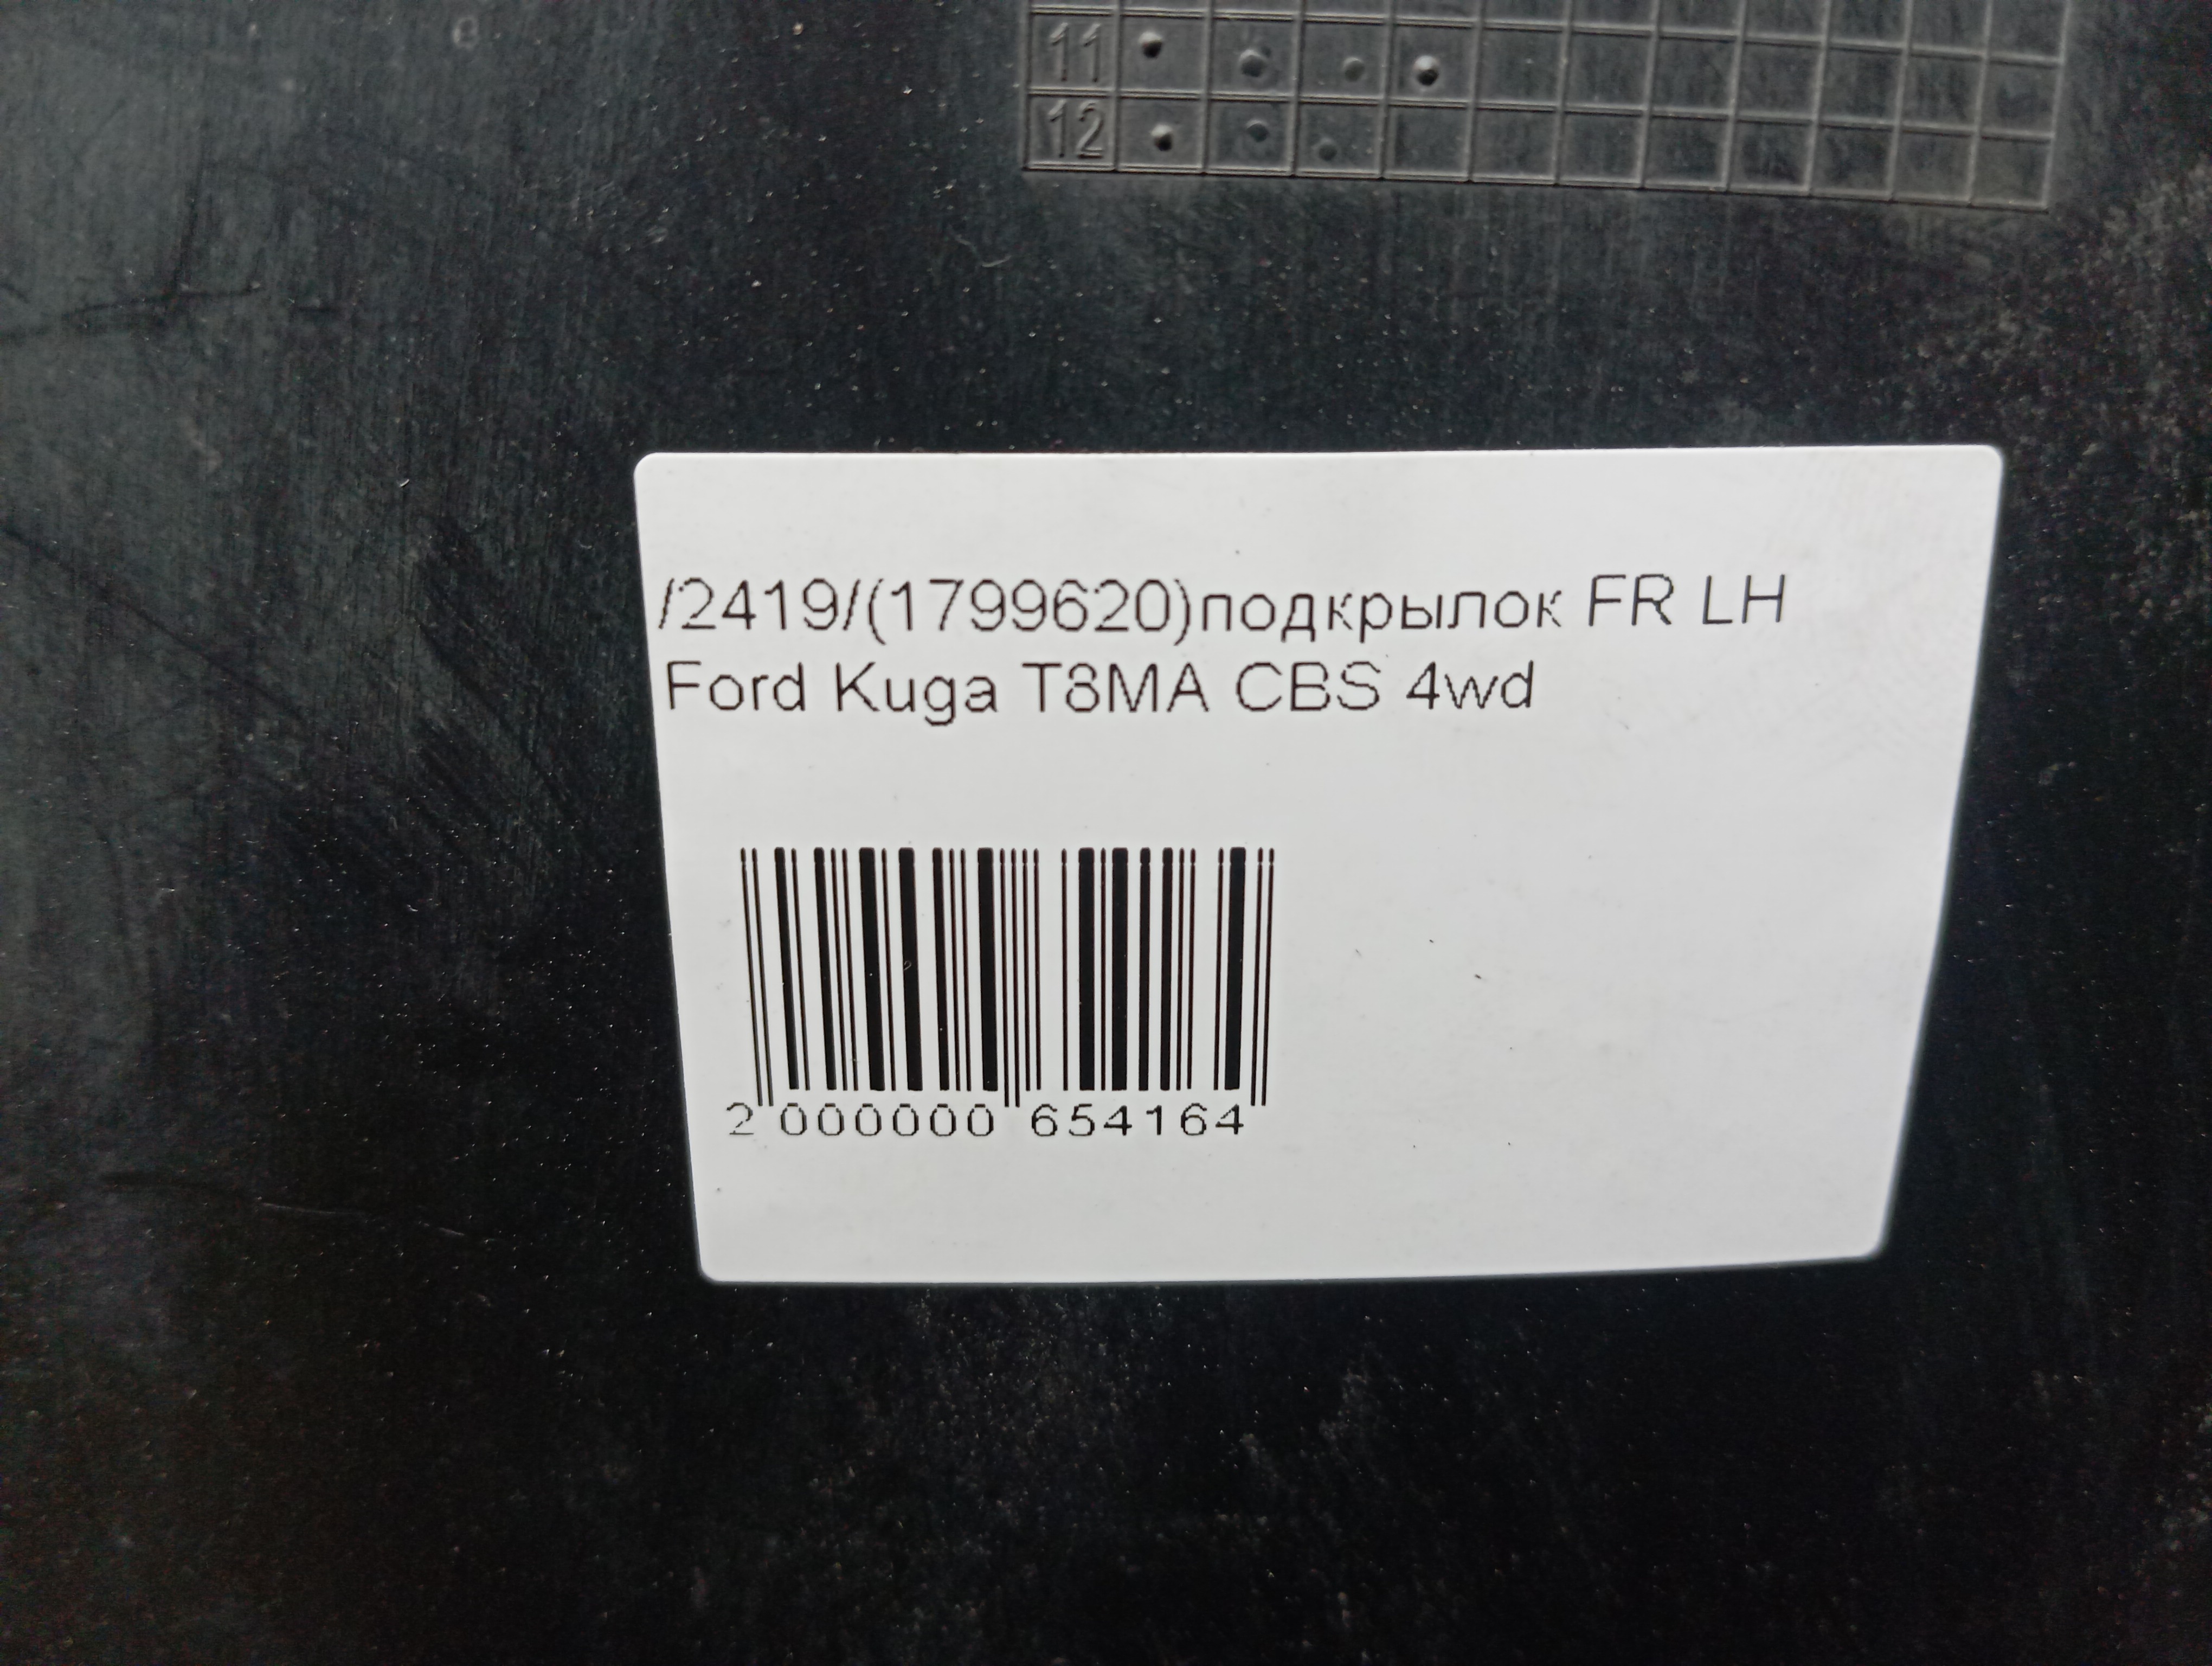 11
12
/2419/(1799620)подкрылок FR LH
Ford Kuga T8MA CBS 4wd
2 000000 654164